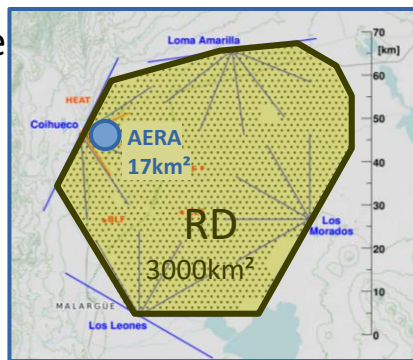 e
Loma Amarilla
70
[km]
60
HEAT
Coihueco
50
AERA
17km²
40
30
RD
Los
Morados
3000km²
20
10
MALARGÜE
Los Leones
0